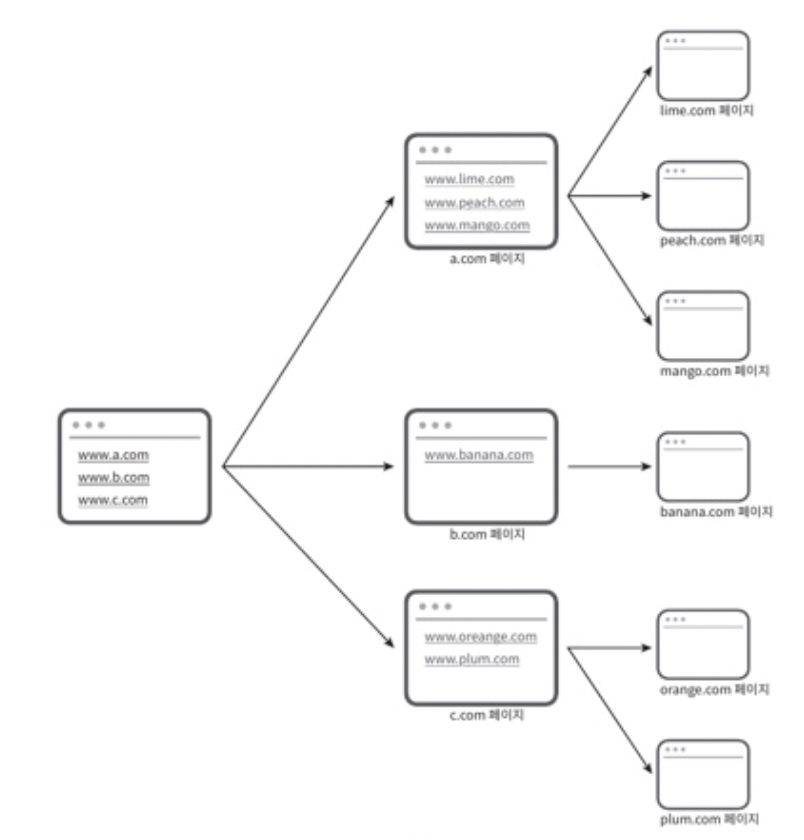 lime.com 페이지
www.lime.com
www.peach.com
www.mango.com
a.com 페이지
peach.com 페이지
mango.com 페이지
www.a.com
www.b.com
www.c.com
www.banana.com
b.com 페이지
banana.com 페이지
www.oreange.com
www.plum.com
c.com 페이지
orange.com 페이지
plum.com 페이지